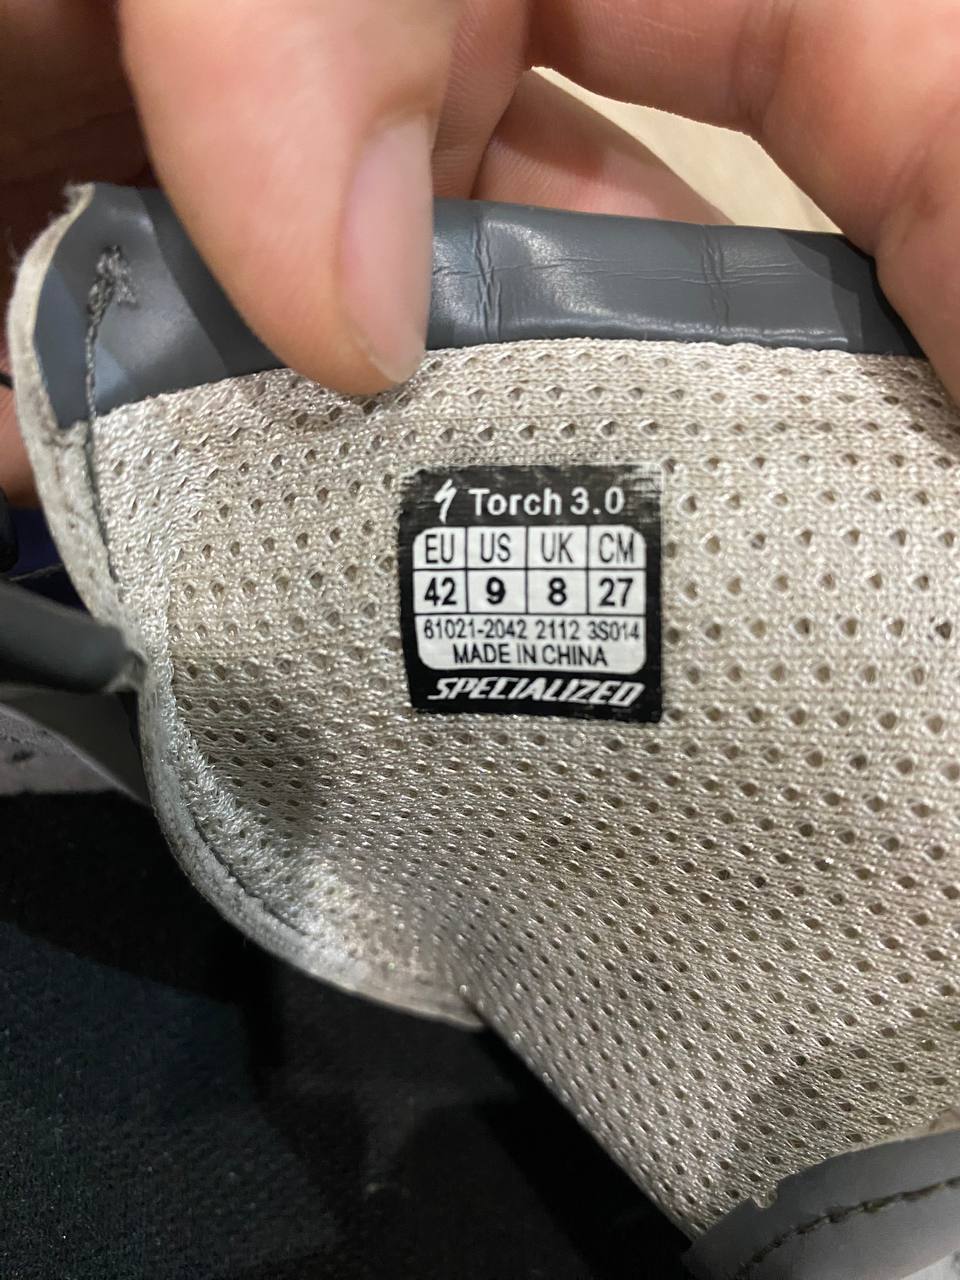 Torch 3.0
EU US UK CM
42 9 8 27
61021-2042 2112 3S014
MADE IN CHINA
SPECIALIZED